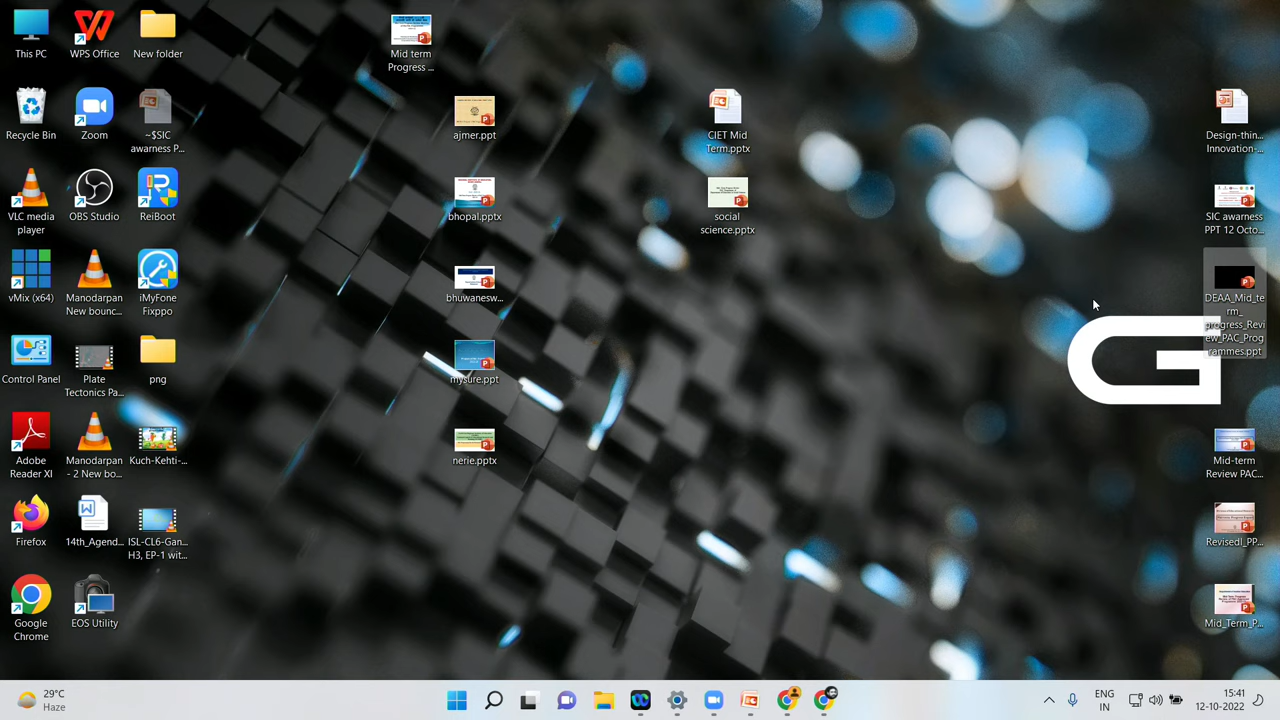 This PC
WPS Office
New folder
Recycle Bin
Zoom
~$SIC
awarness P...
VLC media
player
OBS Studio
ReiBoot
vMix (x64)
Manodarpan
New bounc...
iMyFone
Fixppo
Control Panel
Plate
Tectonics Pa...
png
Adobe
Reader XI
Manodarpan
- 2 New bo...
Kuch-Kehti-...
Firefox
14th_Agend...
ISL-CL6-Gan...
H3, EP-1 wit...
Google
Chrome
EOS Utility
Mid term
Progress ...
ajmer.ppt
bhopal.pptx
bhuwanesw...
mysure.ppt
nerie.pptx
CIET Mid
Term.pptx
social
science.pptx
Design-thin...
Innovation-...
SIC awarness
PPT 12 Octo...
DEAA_Mid_te
rm_
progress_Revi
ew_PAC_Prog
rammes.ppt
Mid-term
Review PAC...
RevisedI_PP...
Mid_Term_P...
G
29°C
Haze
ENG
IN
12-10-2022